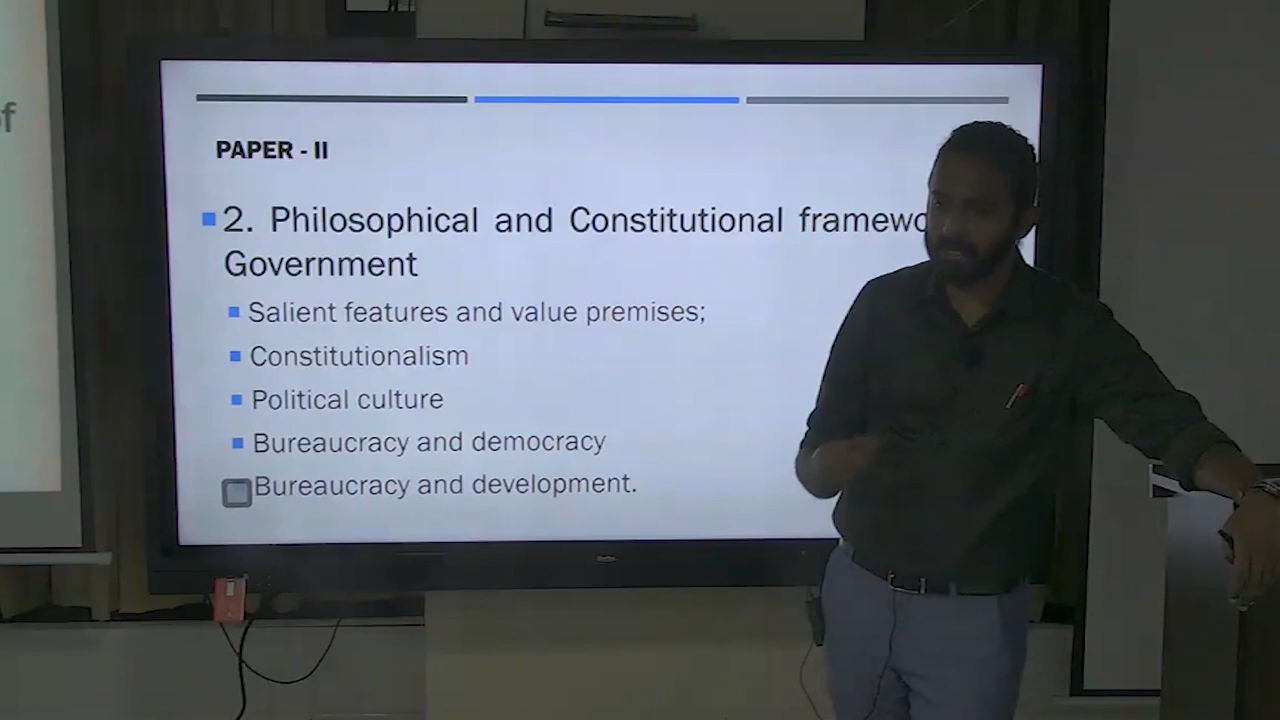 of
PAPER - II
2. Philosophical and Constitutional
Government
Salient features and value premises;
Constitutionalism
Political culture
Bureaucracy and democracy
Bureaucracy and development.